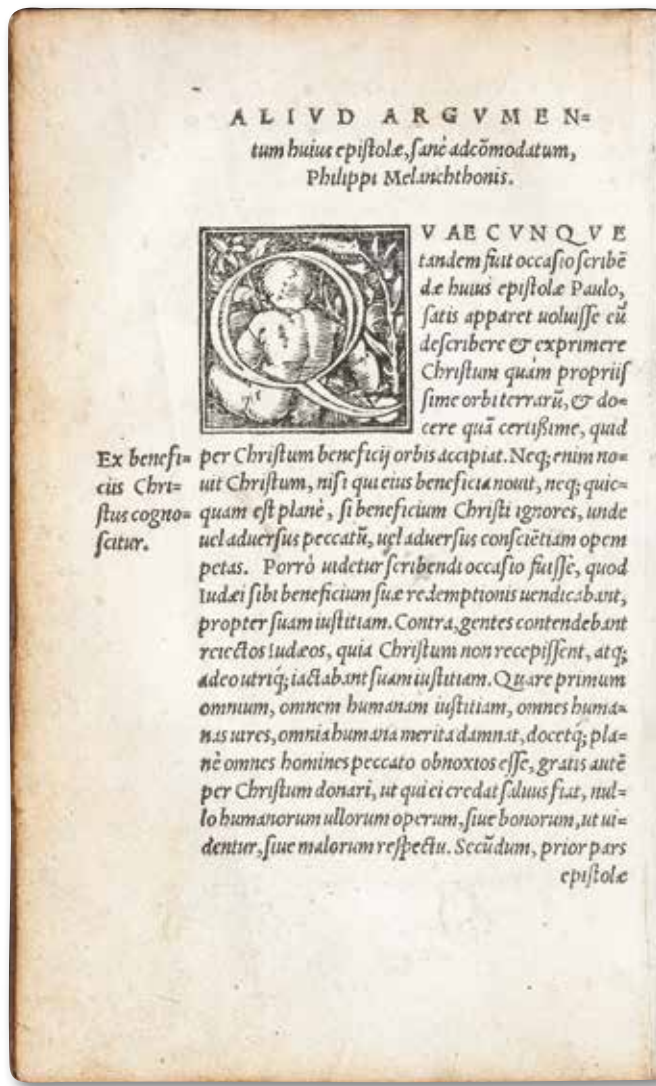 ALIVD ARGVMEN=
tum huius epistolæ, sanè adcõmodatum,
Philippi Melanchthonis.
QVAECVNQVE
tandem fuit occasio scribẽ
dæ huius epistolæ Paulo,
satis apparet uoluisse eũ
describere & exprimere
Christum quàm propriis
sime orbi terrarũ, & do=
cere quã certissime, quid
Ex benefi=
ciis Chri=
stus cogno=
scitur.
per Christum beneficij orbis accipiat. Neq; enim no=
uit Christum, nisi qui eius beneficia nouit, neq; quic=
quam est planè, si beneficium Christi ignores, unde
uel aduersus peccatũ, uel aduersus consciẽtiam opem
petas. Porrò uidetur scribendi occasio fuisse, quod
Iudæi sibi beneficium suæ redemptionis uendicabant,
propter suam iustitiam. Contra, gentes contendebant
reiectos Iudæos, quia Christum non recepissent, atq;
adeo utriq; iactabant suam iustitiam. Quare primum
omnium, omnem humanam iustitiam, omnes huma=
nas uires, omnia humana merita damnat, docetq; pla=
nè omnes homines peccato obnoxios esse, gratis autẽ
per Christum donari, ut qui ei credat saluus fiat, nul=
lo humanorum ullorum operum, siue bonorum, ut ui=
dentur, siue malorum respectu. Secũdum, prior pars
epistolæ